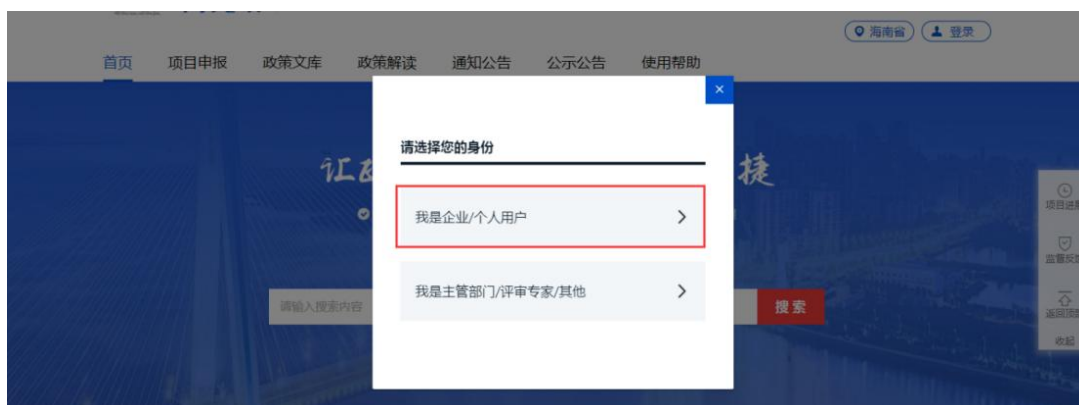 海南省 登录
首页 项目申报 政策文库 政策解读 通知公告 公示公告 使用帮助
×
请选择您的身份
让 捷
我是企业/个人用户
项目进
监督反
我是主管部门/评审专家/其他
请输入搜索内容 搜索
返回顶
收起